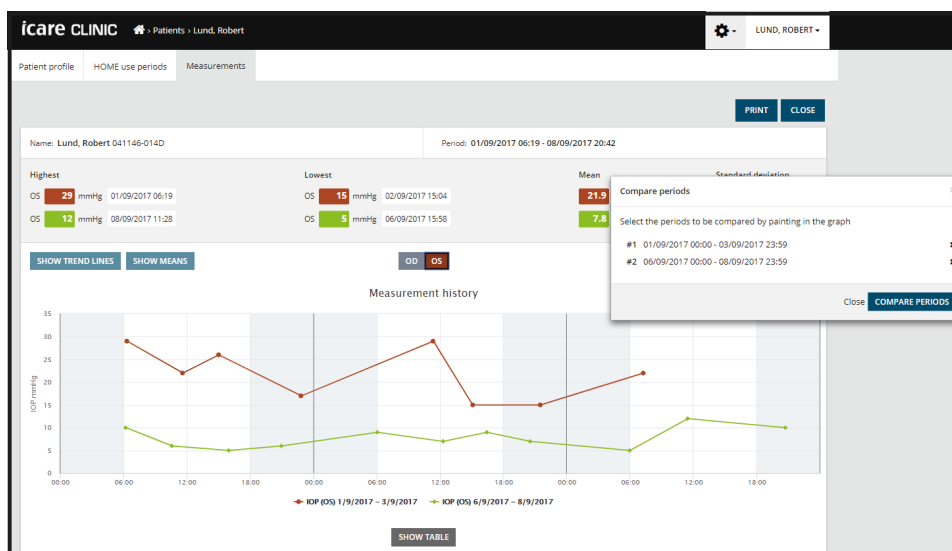 icare CLINIC › Patients › Lund, Robert LUND, ROBERT
Patient profile HOME use periods Measurements
PRINT CLOSE
Name: Lund, Robert 041146-014D Period: 01/09/2017 06:19 - 08/09/2017 20:42
Highest Lowest Mean Standard deviation
OS 29 mmHg 01/09/2017 06:19 OS 15 mmHg 02/09/2017 15:04 21.9
OS 12 mmHg 08/09/2017 11:28 OS 5 mmHg 06/09/2017 15:58 7.8
Compare periods
Select the periods to be compared by painting in the graph
#1 01/09/2017 00:00 - 03/09/2017 23:59
#2 06/09/2017 00:00 - 08/09/2017 23:59
Close COMPARE PERIODS
SHOW TREND LINES SHOW MEANS OD OS
Measurement history
IOP mmHg
35
30
25
20
15
10
5
0
00:00 06:00 12:00 18:00 00:00 06:00 12:00 18:00 00:00 06:00 12:00 18:00
IOP (OS) 1/9/2017 – 3/9/2017 IOP (OS) 6/9/2017 – 8/9/2017
SHOW TABLE